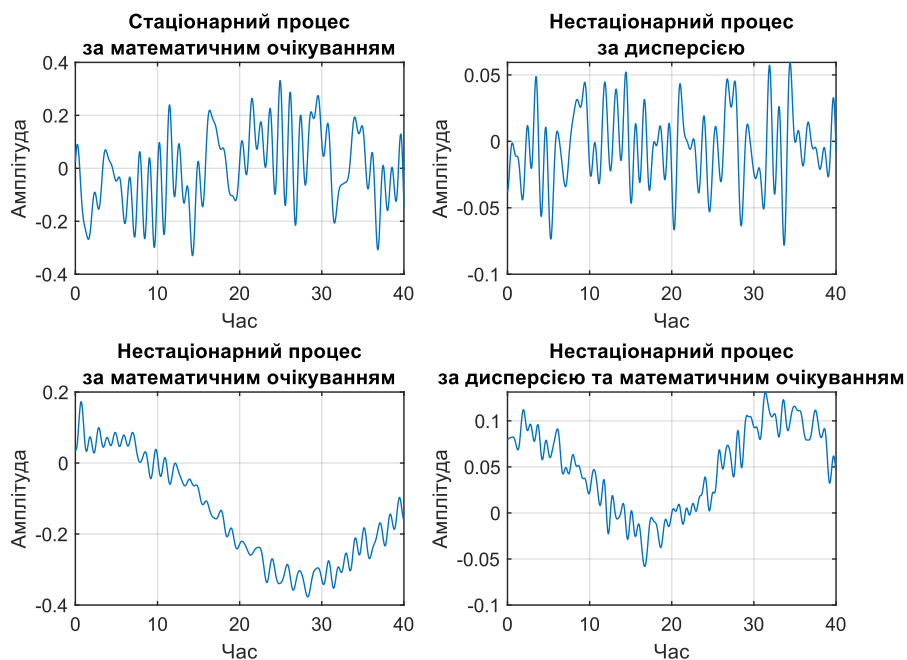 Стаціонарний процес
за математичним очікуванням
0.4
0.2
0
-0.2
-0.4
Амплітуда
0 10 20 30 40
Час
Нестаціонарний процес
за дисперсією
0.05
0
-0.05
-0.1
Амплітуда
0 10 20 30 40
Час
Нестаціонарний процес
за математичним очікуванням
0.2
0
-0.2
-0.4
Амплітуда
0 10 20 30 40
Час
Нестаціонарний процес
за дисперсією та математичним очікуванням
0.1
0.05
0
-0.05
-0.1
Амплітуда
0 10 20 30 40
Час